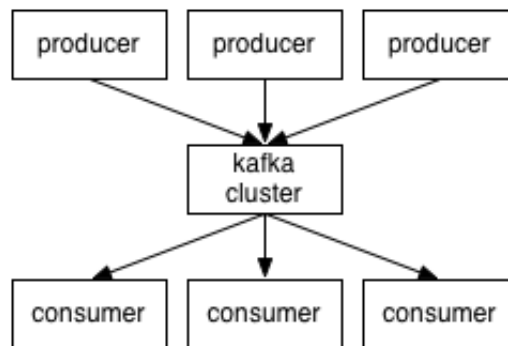 producer producer producer
kafka
cluster
consumer consumer consumer